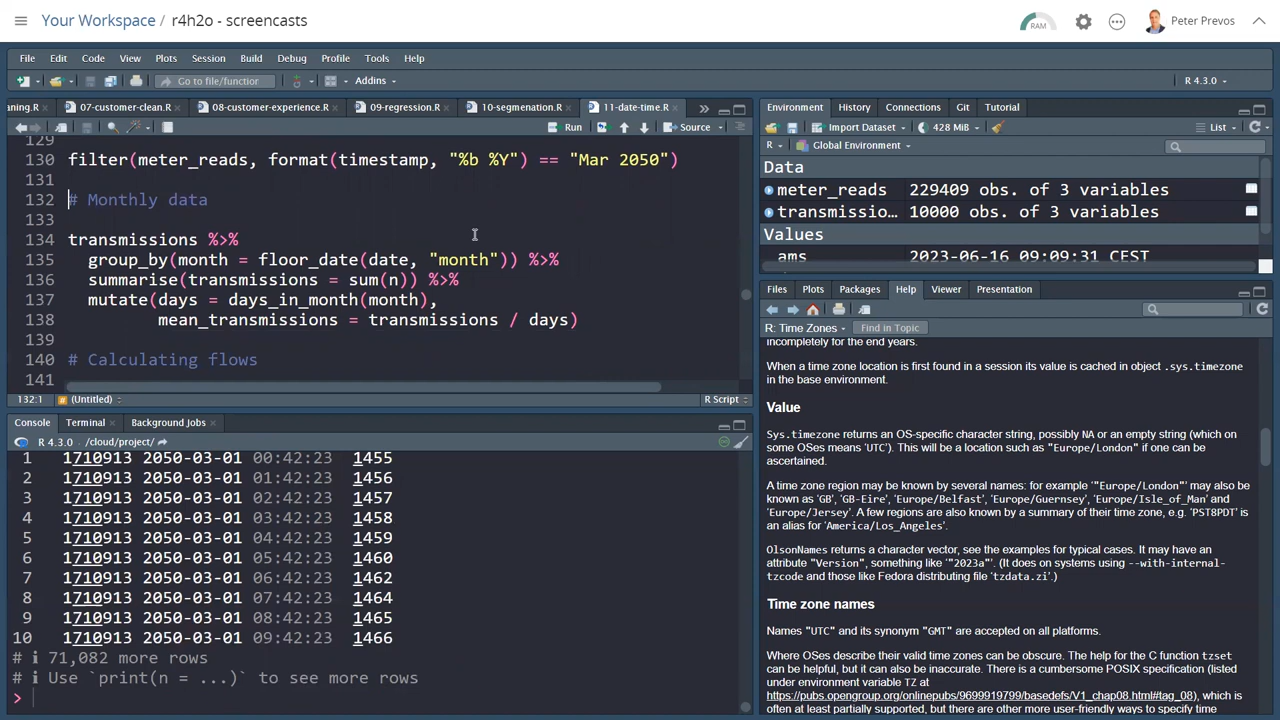 Your Workspace / r4h2o - screencasts
RAM
Peter Prevos
File Edit Code View Plots Session Build Debug Profile Tools Help
Go to file/functior Addins R 4.3.0
aning.R 07-customer-clean.R 08-customer-experience.R 09-regression.R 10-segmenation.R 11-date-time.R
Run Source
129
130 filter(meter_reads, format(timestamp, "%b %Y") == "Mar 2050")
131
132 # Monthly data
133
134 transmissions %>%
135 group_by(month = floor_date(date, "month")) %>%
136 summarise(transmissions = sum(n)) %>%
137 mutate(days = days_in_month(month),
138 mean_transmissions = transmissions / days)
139
140 # Calculating flows
141
132:1 # (Untitled) R Script
Console Terminal Background Jobs
R 4.3.0 . /cloud/project/
1 1710913 2050-03-01 00:42:23 1455
2 1710913 2050-03-01 01:42:23 1456
3 1710913 2050-03-01 02:42:23 1457
4 1710913 2050-03-01 03:42:23 1458
5 1710913 2050-03-01 04:42:23 1459
6 1710913 2050-03-01 05:42:23 1460
7 1710913 2050-03-01 06:42:23 1462
8 1710913 2050-03-01 07:42:23 1464
9 1710913 2050-03-01 08:42:23 1465
10 1710913 2050-03-01 09:42:23 1466
# ℹ 71,082 more rows
# ℹ Use `print(n = ...)` to see more rows
>
Environment History Connections Git Tutorial
Import Dataset 428 MiB List
R Global Environment
Data
meter_reads 229409 obs. of 3 variables
transmissio… 10000 obs. of 3 variables
Values
ams 2023-06-16 09:09:31 CEST
Files Plots Packages Help Viewer Presentation
R: Time Zones Find in Topic
incompletely for the end years.
When a time zone location is first found in a session its value is cached in object .sys.timezone
in the base environment.
Value
Sys.timezone returns an OS-specific character string, possibly NA or an empty string (which on
some OSes means 'UTC'). This will be a location such as "Europe/London" if one can be
ascertained.
A time zone region may be known by several names: for example '"Europe/London"' may also be
known as 'GB', 'GB-Eire', 'Europe/Belfast', 'Europe/Guernsey', 'Europe/Isle_of_Man' and
'Europe/Jersey'. A few regions are also known by a summary of their time zone, e.g. 'PST8PDT' is
an alias for 'America/Los_Angeles'.
OlsonNames returns a character vector, see the examples for typical cases. It may have an
attribute "Version", something like '"2023a"'. (It does on systems using --with-internal-
tzcode and those like Fedora distributing file 'tzdata.zi'.)
Time zone names
Names "UTC" and its synonym "GMT" are accepted on all platforms.
Where OSes describe their valid time zones can be obscure. The help for the C function tzset
can be helpful, but it can also be inaccurate. There is a cumbersome POSIX specification (listed
under environment variable TZ at
https://pubs.opengroup.org/onlinepubs/9699919799/basedefs/V1_chap08.html#tag_08), which is
often at least partially supported, but there are other more user-friendly ways to specify time